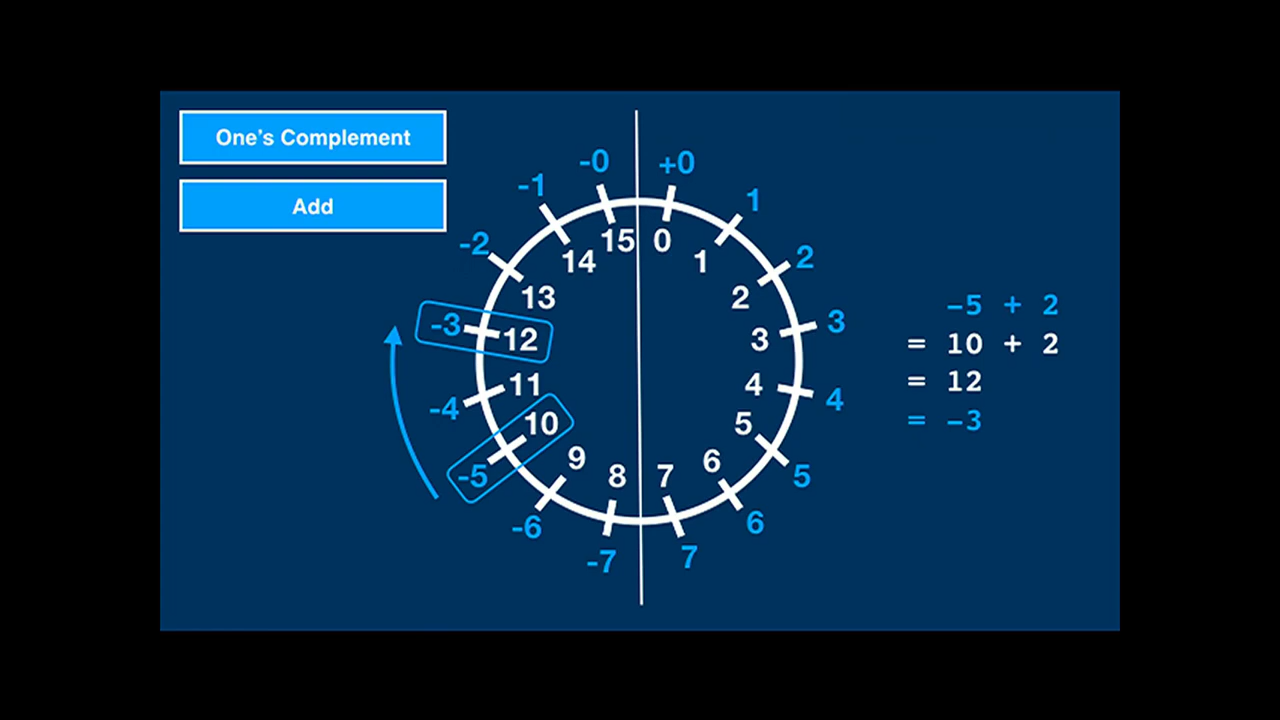 One's Complement
Add
-0 +0
-1 1
15 0
-2 14 1 2
13 2
-3 12 3 3
11 4
-4 4
10 5
-5 9 8 7 6 5
-6 6
-7 7
-5 + 2
= 10 + 2
= 12
= -3